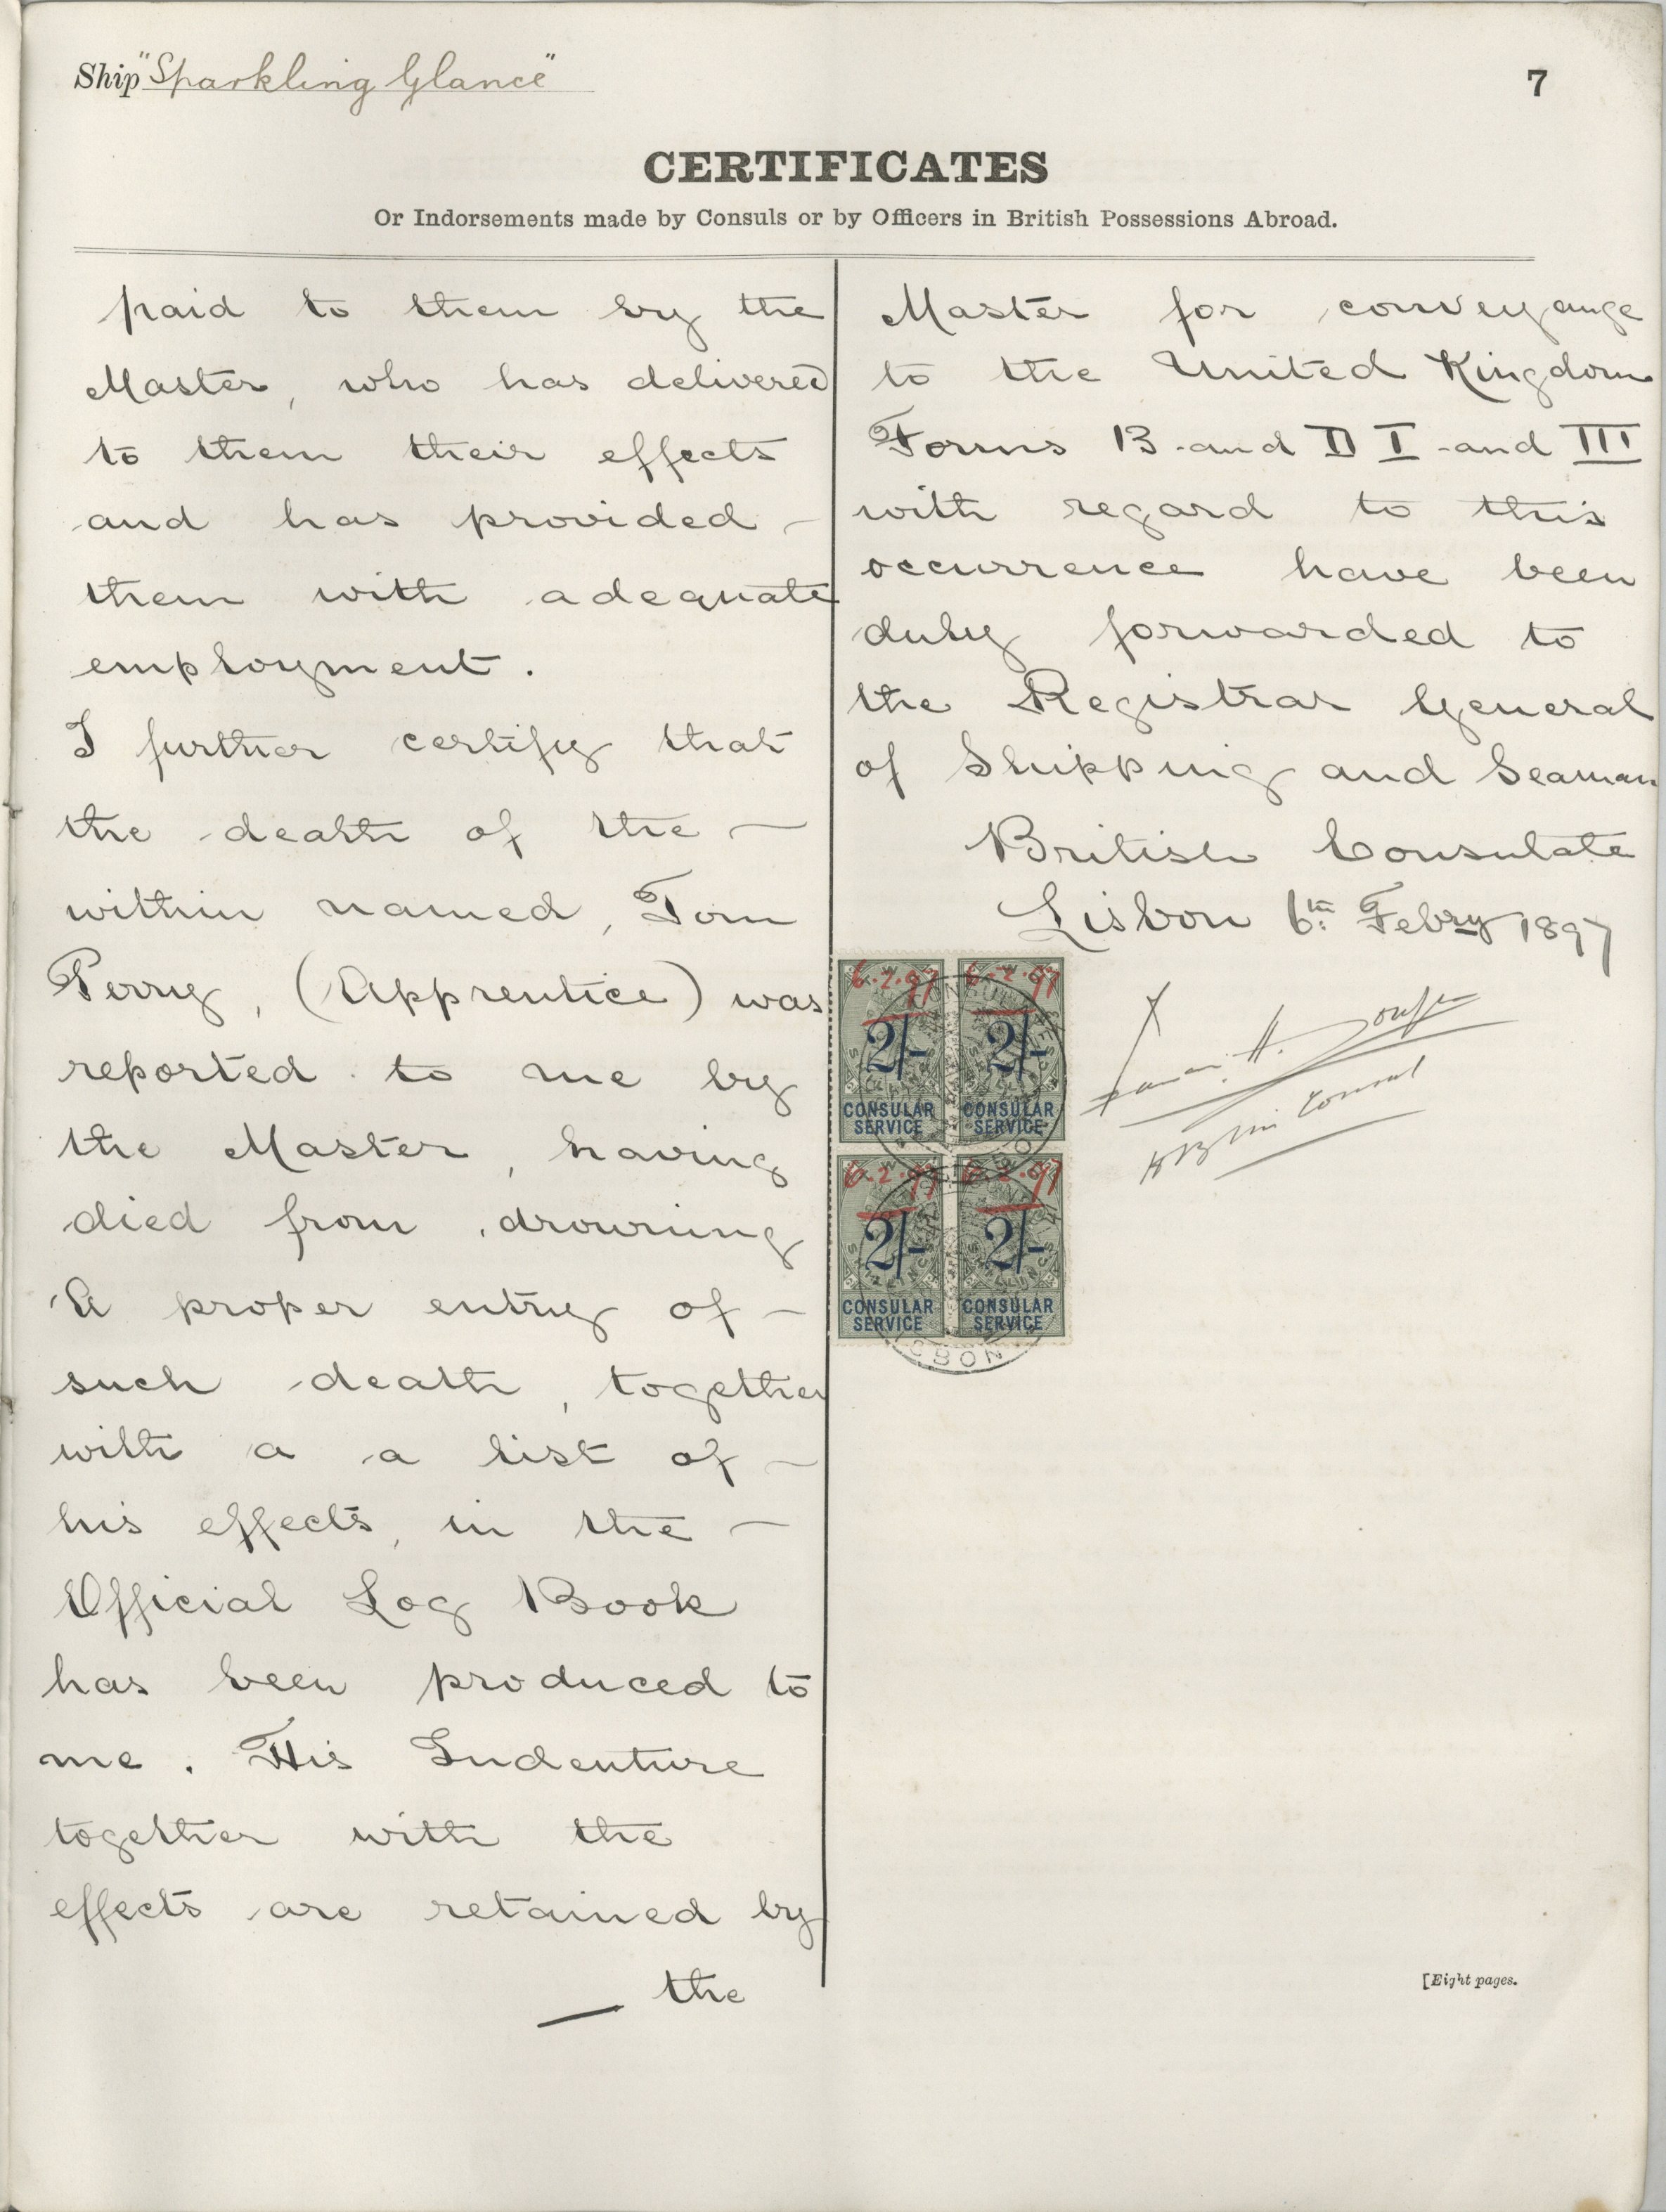 Ship "Sparkling Glance"
7
CERTIFICATES
Or Indorsements made by Consuls or by Officers in British Possessions Abroad.
paid to them by the
Master, who has delivered
to them their effects
and has provided –
them with adequate
employment.
I further certify that
the death of the –
within named, Tom
Perry, (Apprentice) was
reported to me by
the Master, having
died from drowning
A proper entry of –
such death, together
with a a list of –
his effects, in the –
Official Log Book
has been produced to
me. His Indenture
together with the
effects are retained by
— the
Master for conveyange
to the United Kingdom
Forms B and D I and III
with regard to this
occurrence have been
duly forwarded to
the Registrar General
of Shipping and Seaman
British Consulate
Lisbon 6th Febry 1897
6.2.97 6.2.97
2/- 2/-
CONSULAR SERVICE CONSULAR SERVICE
6.2.97 6.2.97
2/- 2/-
CONSULAR SERVICE CONSULAR SERVICE
LISBON
Consul
[Eight pages.